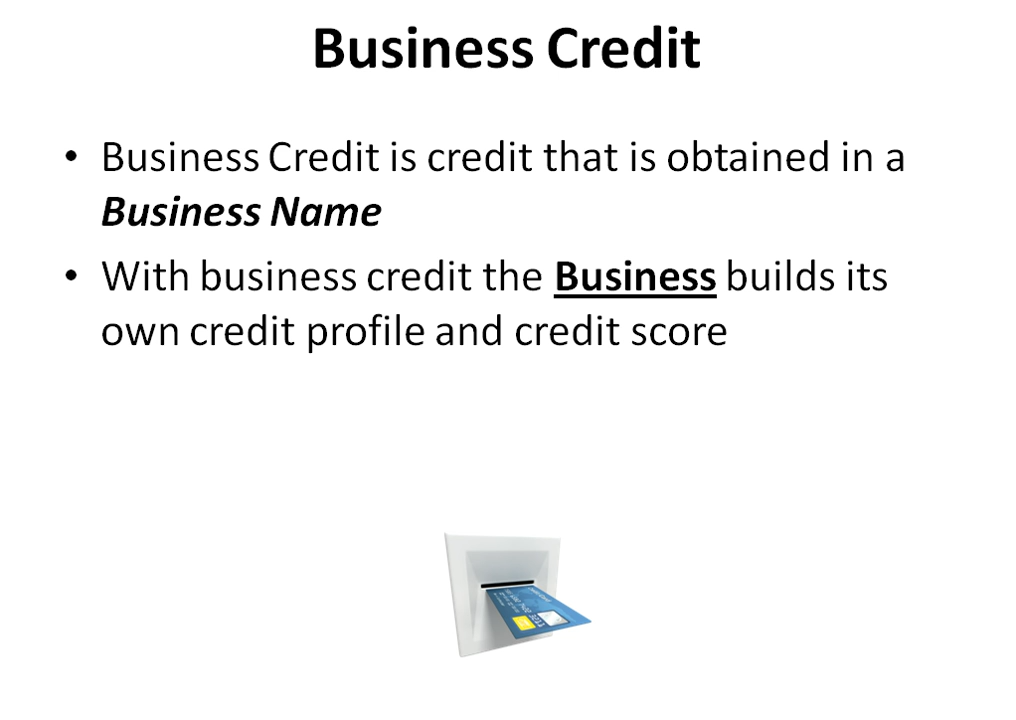 Business Credit
• Business Credit is credit that is obtained in a
Business Name
• With business credit the Business builds its
own credit profile and credit score